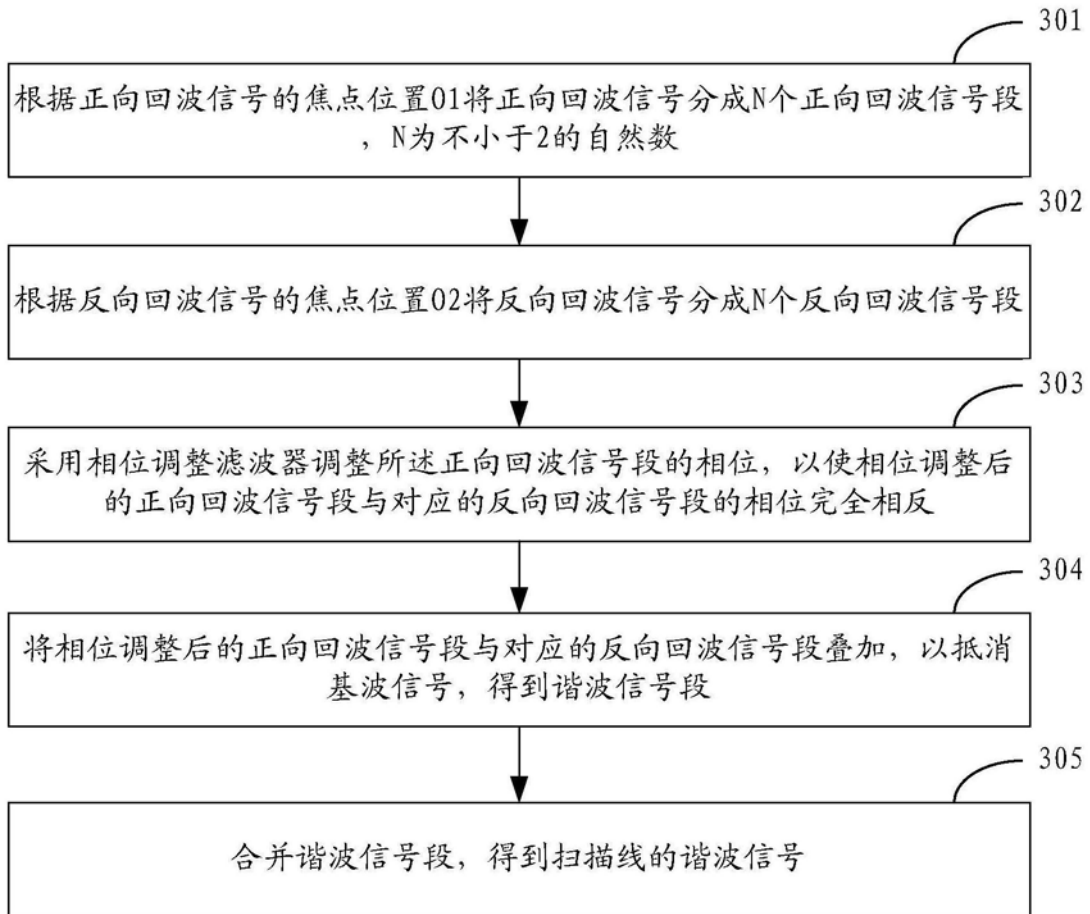 301
根据正向回波信号的焦点位置O1将正向回波信号分成N个正向回波信号段
，N为不小于2的自然数
302
根据反向回波信号的焦点位置O2将反向回波信号分成N个反向回波信号段
303
采用相位调整滤波器调整所述正向回波信号段的相位，以使相位调整后
的正向回波信号段与对应的反向回波信号段的相位完全相反
304
将相位调整后的正向回波信号段与对应的反向回波信号段叠加，以抵消
基波信号，得到谐波信号段
305
合并谐波信号段，得到扫描线的谐波信号